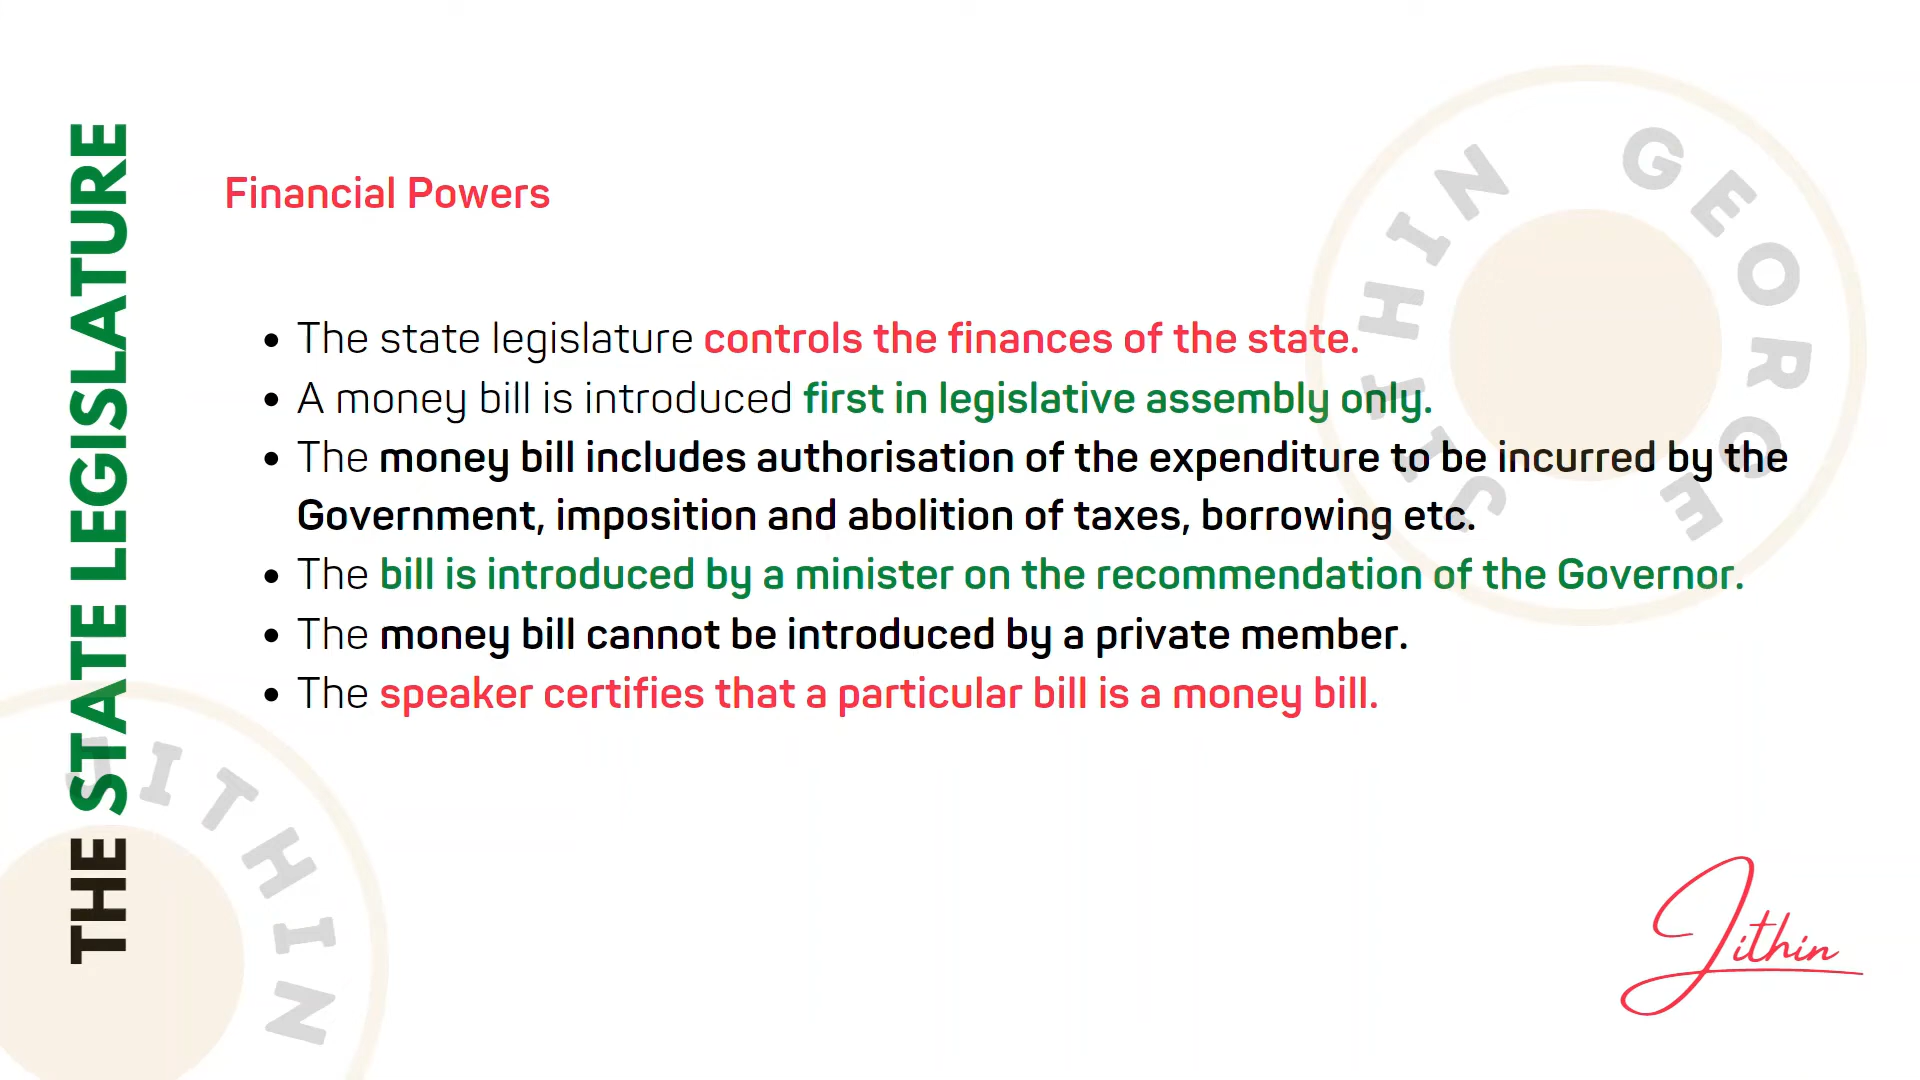 THE STATE LEGISLATURE
Financial Powers
• The state legislature controls the finances of the state.
• A money bill is introduced first in legislative assembly only.
• The money bill includes authorisation of the expenditure to be incurred by the
Government, imposition and abolition of taxes, borrowing etc.
• The bill is introduced by a minister on the recommendation of the Governor.
• The money bill cannot be introduced by a private member.
• The speaker certifies that a particular bill is a money bill.
JITHIN GEORGE
JITHIN
Jithin